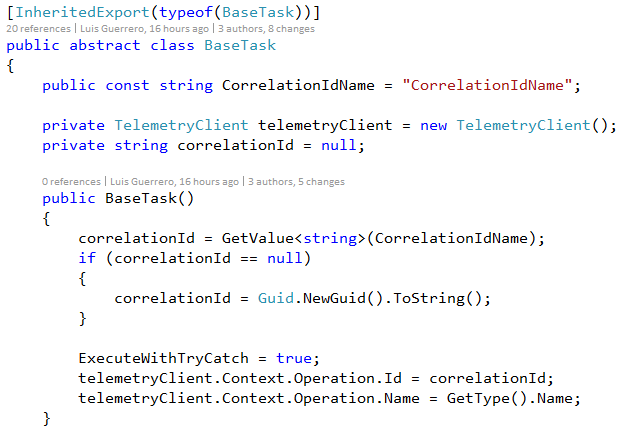 [InheritedExport(typeof(BaseTask))]
20 references | Luis Guerrero, 16 hours ago | 3 authors, 8 changes
public abstract class BaseTask
{
public const string CorrelationIdName = "CorrelationIdName";
private TelemetryClient telemetryClient = new TelemetryClient();
private string correlationId = null;
0 references | Luis Guerrero, 16 hours ago | 3 authors, 5 changes
public BaseTask()
{
correlationId = GetValue<string>(CorrelationIdName);
if (correlationId == null)
{
correlationId = Guid.NewGuid().ToString();
}
ExecuteWithTryCatch = true;
telemetryClient.Context.Operation.Id = correlationId;
telemetryClient.Context.Operation.Name = GetType().Name;
}